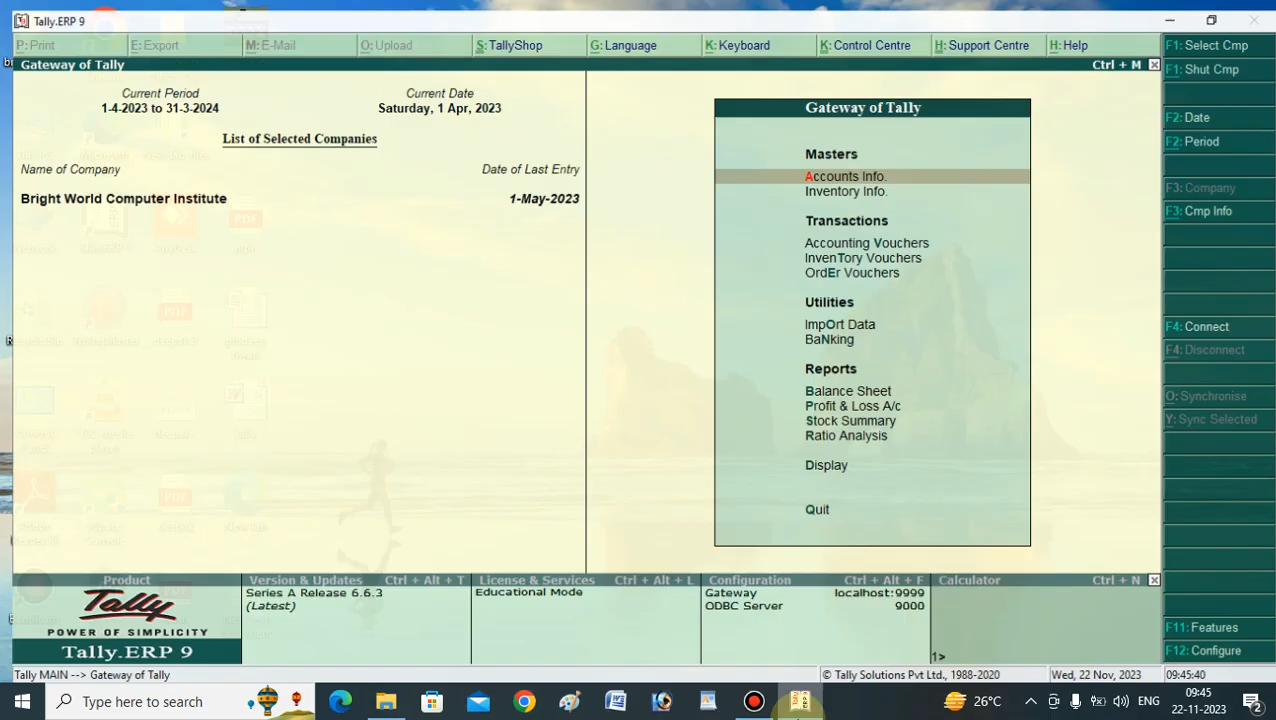 Tally.ERP 9
P: Print
E: Export
M: E-Mail
O: Upload
S: TallyShop
G: Language
K: Keyboard
K: Control Centre
H: Support Centre
H: Help
Gateway of Tally
Ctrl + M
Current Period
Current Date
1-4-2023 to 31-3-2024
Saturday, 1 Apr, 2023
List of Selected Companies
Name of Company
Date of Last Entry
Bright World Computer Institute
1-May-2023
Gateway of Tally
Masters
Accounts Info.
Inventory Info.
Transactions
Accounting Vouchers
InvenTory Vouchers
OrdEr Vouchers
Utilities
ImpOrt Data
BaNking
Reports
Balance Sheet
Profit & Loss A/c
Stock Summary
Ratio Analysis
Display
Quit
F1: Select Cmp
F1: Shut Cmp
F2: Date
F2: Period
F3: Company
F3: Cmp Info
F4: Connect
F4: Disconnect
O: Synchronise
Y: Sync Selected
F11: Features
F12: Configure
Product
Tally
POWER OF SIMPLICITY
Tally.ERP 9
Version & Updates
Ctrl + Alt + T
Series A Release 6.6.3
(Latest)
License & Services
Ctrl + Alt + L
Educational Mode
Configuration
Ctrl + Alt + F
Gateway
localhost:9999
ODBC Server
9000
Calculator
Ctrl + N
1>
Tally MAIN --> Gateway of Tally
© Tally Solutions Pvt Ltd., 1988-2020
Wed, 22 Nov, 2023
09:45:40
Type here to search
26°C
ENG
09:45
22-11-2023
2